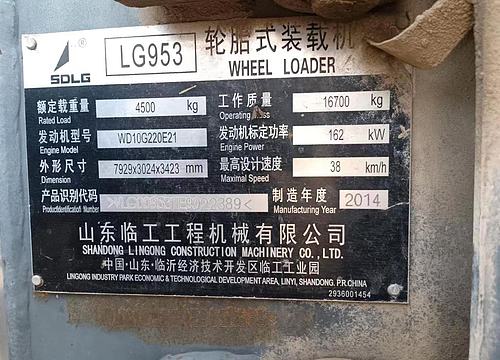 SDLG
LG953 轮胎式装载机
WHEEL LOADER
额定载重量 4500 kg 工作质量 16700 kg
Rated Load Operating
发动机型号 WD10G220E21 发动机标定功率 162 kW
Engine Model Engine Power
外形尺寸 7929x3024x3423 mm 最高设计速度 38 km/h
Dimension Maximal Speed
产品识别代码 制造年度 2014
Product Identification Number Manufacturing Year
山东临工工程机械有限公司
SHANDONG LINGONG CONSTRUCTION MACHINERY CO., LTD.
中国·山东·临沂经济技术开发区临工工业园
LINGONG INDUSTRY PARK ECONOMIC & TECHNOLOGICAL DEVELOPMENT AREA, LINYI, SHANDONG. P.R.CHINA
2936001454